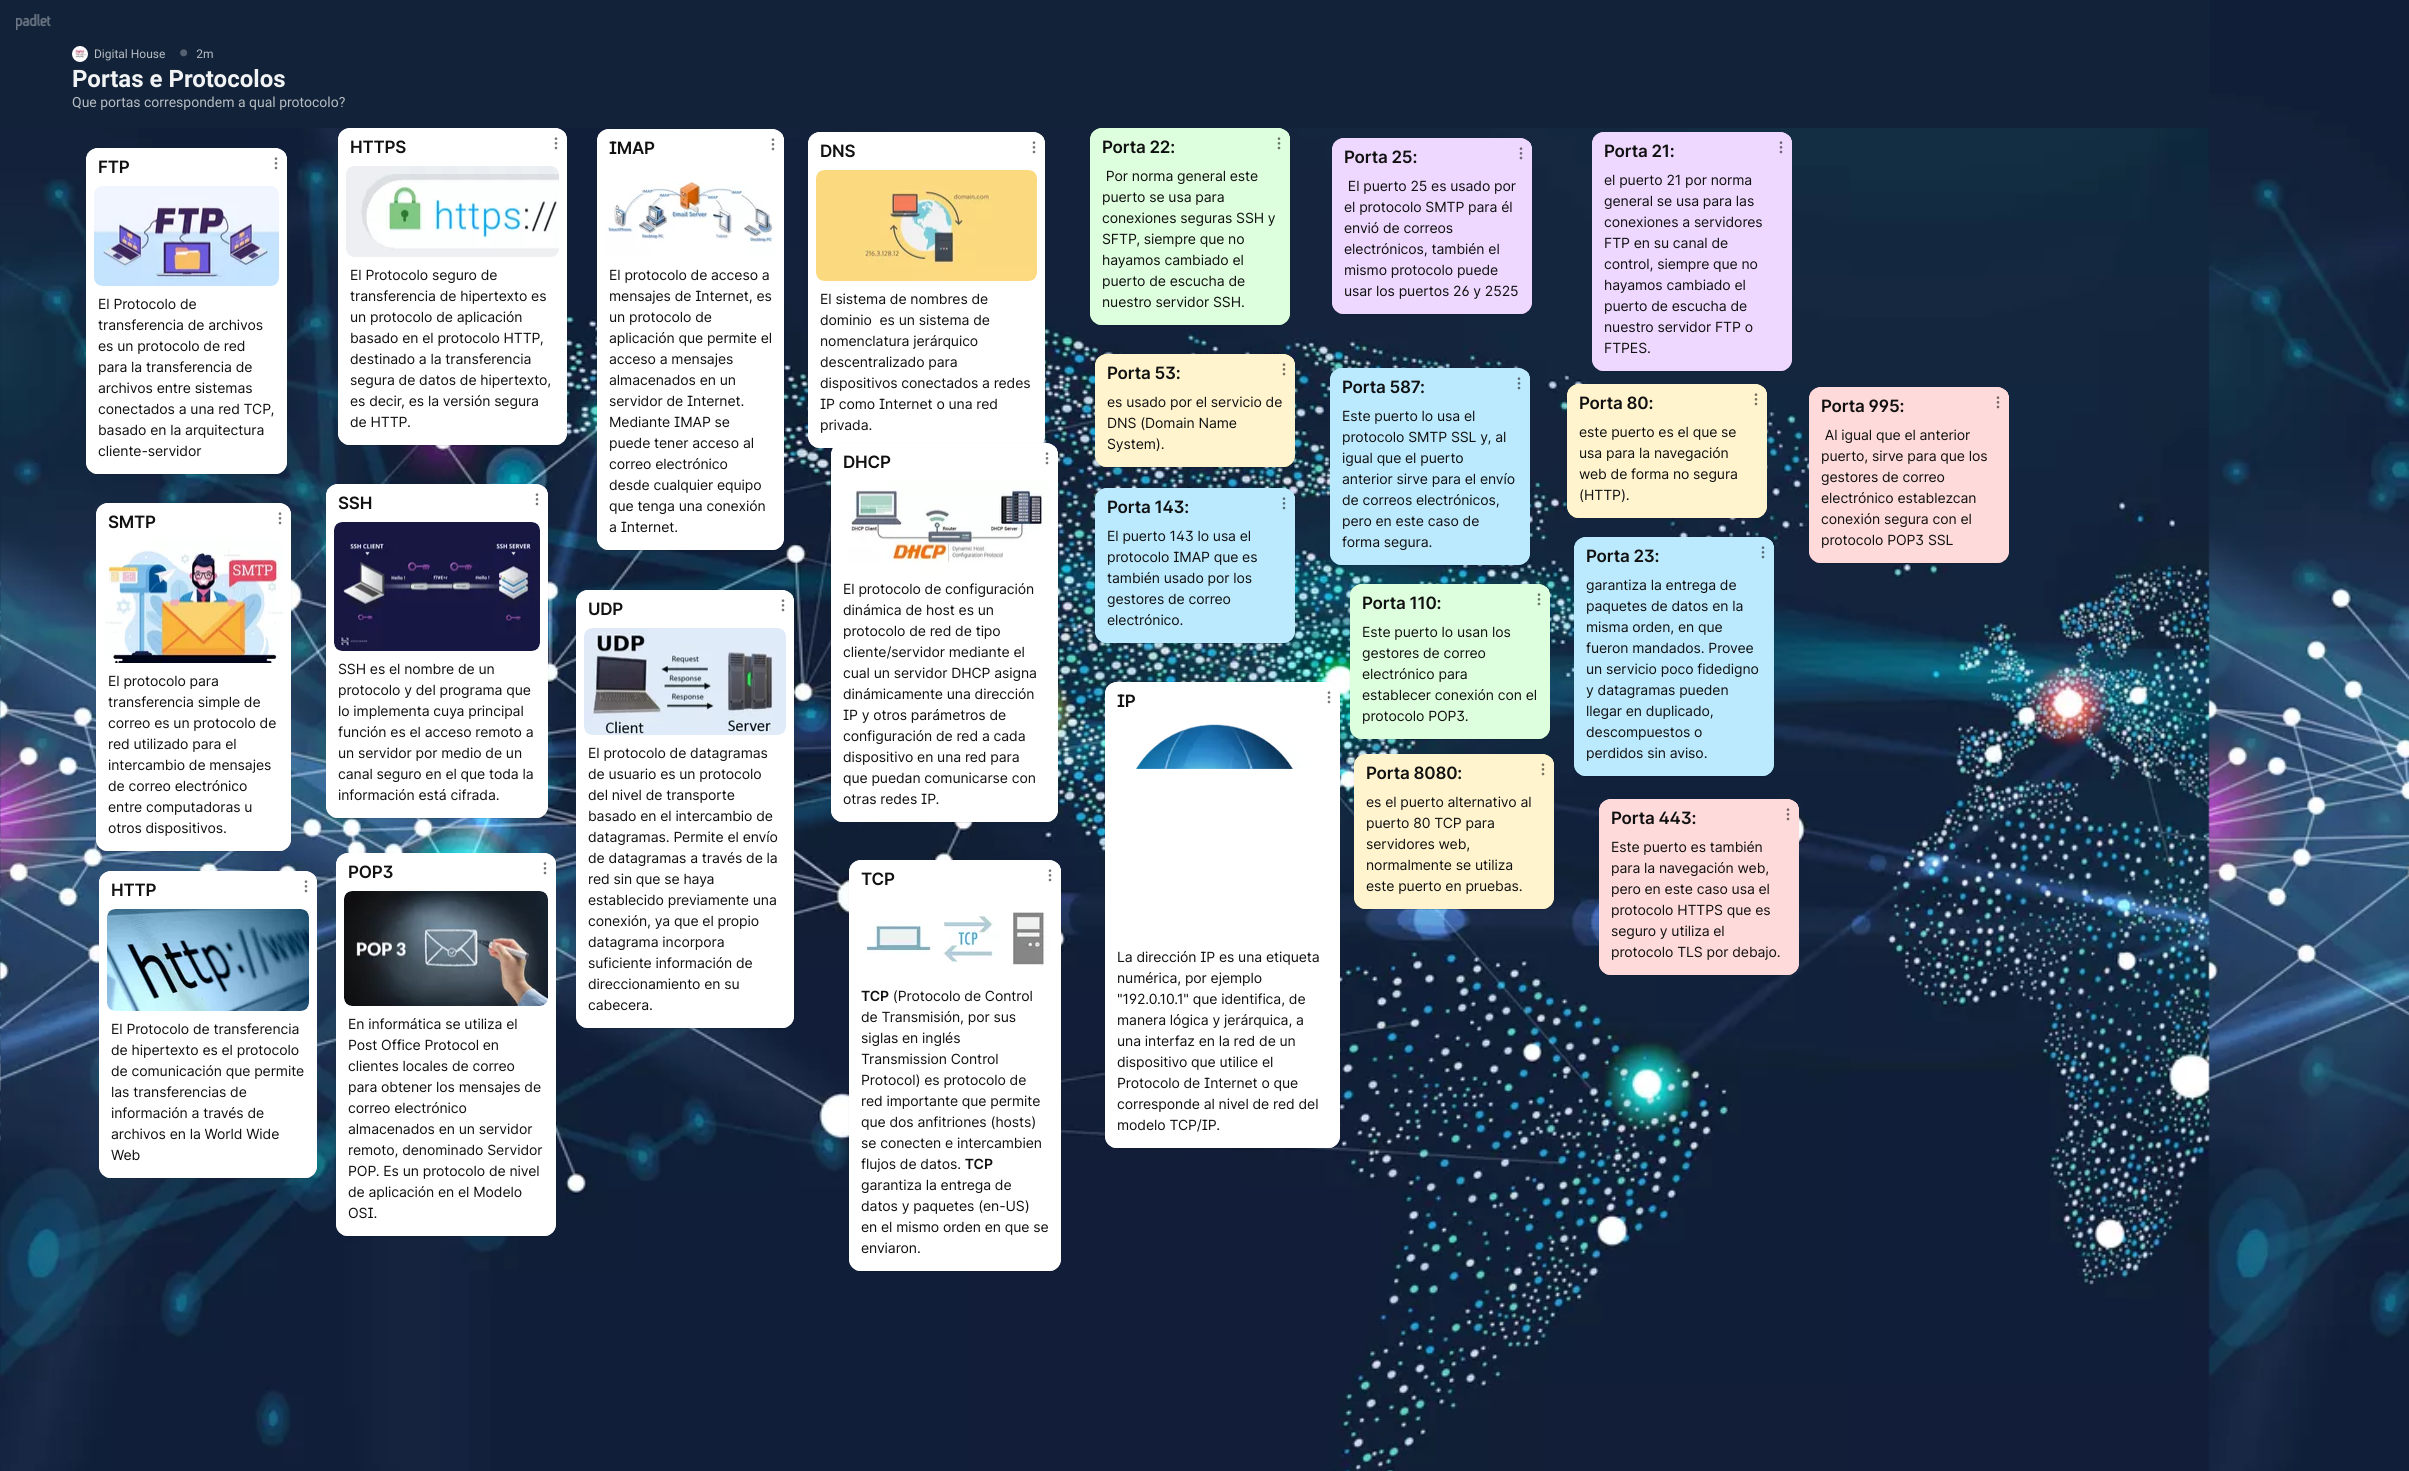 padlet
Digital House
2m
Portas e Protocolos
Que portas correspondem a qual protocolo?
FTP
FTP
El Protocolo de
transferencia de archivos
es un protocolo de red
para la transferencia de
archivos entre sistemas
conectados a una red TCP,
basado en la arquitectura
cliente-servidor
SMTP
SMTP
El protocolo para
transferencia simple de
correo es un protocolo de
red utilizado para el
intercambio de mensajes
de correo electrónico
entre computadoras u
otros dispositivos.
HTTP
http://www
El Protocolo de transferencia
de hipertexto es el protocolo
de comunicación que permite
las transferencias de
información a través de
archivos en la World Wide
Web
HTTPS
https://
El Protocolo seguro de
transferencia de hipertexto es
un protocolo de aplicación
basado en el protocolo HTTP,
destinado a la transferencia
segura de datos de hipertexto,
es decir, es la versión segura
de HTTP.
SSH
SSH CLIENT
SSH SERVER
Hello !
Hello !
SSH es el nombre de un
protocolo y del programa que
lo implementa cuya principal
función es el acceso remoto a
un servidor por medio de un
canal seguro en el que toda la
información está cifrada.
POP3
POP 3
En informática se utiliza el
Post Office Protocol en
clientes locales de correo
para obtener los mensajes de
correo electrónico
almacenados en un servidor
remoto, denominado Servidor
POP. Es un protocolo de nivel
de aplicación en el Modelo
OSI.
IMAP
Email Server
El protocolo de acceso a
mensajes de Internet, es
un protocolo de
aplicación que permite el
acceso a mensajes
almacenados en un
servidor de Internet.
Mediante IMAP se
puede tener acceso al
correo electrónico
desde cualquier equipo
que tenga una conexión
a Internet.
UDP
UDP
Request
Response
Response
Client
Server
El protocolo de datagramas
de usuario es un protocolo
del nivel de transporte
basado en el intercambio de
datagramas. Permite el envío
de datagramas a través de la
red sin que se haya
establecido previamente una
conexión, ya que el propio
datagrama incorpora
suficiente información de
direccionamiento en su
cabecera.
DNS
domain.com
216.3.128.12
El sistema de nombres de
dominio  es un sistema de
nomenclatura jerárquico
descentralizado para
dispositivos conectados a redes
IP como Internet o una red
privada.
DHCP
DHCP Client
Router
DHCP Server
DHCP
Dynamic Host
Configuration Protocol
El protocolo de configuración
dinámica de host es un
protocolo de red de tipo
cliente/servidor mediante el
cual un servidor DHCP asigna
dinámicamente una dirección
IP y otros parámetros de
configuración de red a cada
dispositivo en una red para
que puedan comunicarse con
otras redes IP.
TCP
TCP
TCP (Protocolo de Control
de Transmisión, por sus
siglas en inglés
Transmission Control
Protocol) es protocolo de
red importante que permite
que dos anfitriones (hosts)
se conecten e intercambien
flujos de datos. TCP
garantiza la entrega de
datos y paquetes (en-US)
en el mismo orden en que se
enviaron.
Porta 22:
Por norma general este
puerto se usa para
conexiones seguras SSH y
SFTP, siempre que no
hayamos cambiado el
puerto de escucha de
nuestro servidor SSH.
Porta 53:
es usado por el servicio de
DNS (Domain Name
System).
Porta 143:
El puerto 143 lo usa el
protocolo IMAP que es
también usado por los
gestores de correo
electrónico.
IP
La dirección IP es una etiqueta
numérica, por ejemplo
"192.0.10.1" que identifica, de
manera lógica y jerárquica, a
una interfaz en la red de un
dispositivo que utilice el
Protocolo de Internet o que
corresponde al nivel de red del
modelo TCP/IP.
Porta 25:
El puerto 25 es usado por
el protocolo SMTP para él
envió de correos
electrónicos, también el
mismo protocolo puede
usar los puertos 26 y 2525
Porta 587:
Este puerto lo usa el
protocolo SMTP SSL y, al
igual que el puerto
anterior sirve para el envío
de correos electrónicos,
pero en este caso de
forma segura.
Porta 110:
Este puerto lo usan los
gestores de correo
electrónico para
establecer conexión con el
protocolo POP3.
Porta 8080:
es el puerto alternativo al
puerto 80 TCP para
servidores web,
normalmente se utiliza
este puerto en pruebas.
Porta 21:
el puerto 21 por norma
general se usa para las
conexiones a servidores
FTP en su canal de
control, siempre que no
hayamos cambiado el
puerto de escucha de
nuestro servidor FTP o
FTPES.
Porta 80:
este puerto es el que se
usa para la navegación
web de forma no segura
(HTTP).
Porta 23:
garantiza la entrega de
paquetes de datos en la
misma orden, en que
fueron mandados. Provee
un servicio poco fidedigno
y datagramas pueden
llegar en duplicado,
descompuestos o
perdidos sin aviso.
Porta 443:
Este puerto es también
para la navegación web,
pero en este caso usa el
protocolo HTTPS que es
seguro y utiliza el
protocolo TLS por debajo.
Porta 995:
Al igual que el anterior
puerto, sirve para que los
gestores de correo
electrónico establezcan
conexión segura con el
protocolo POP3 SSL